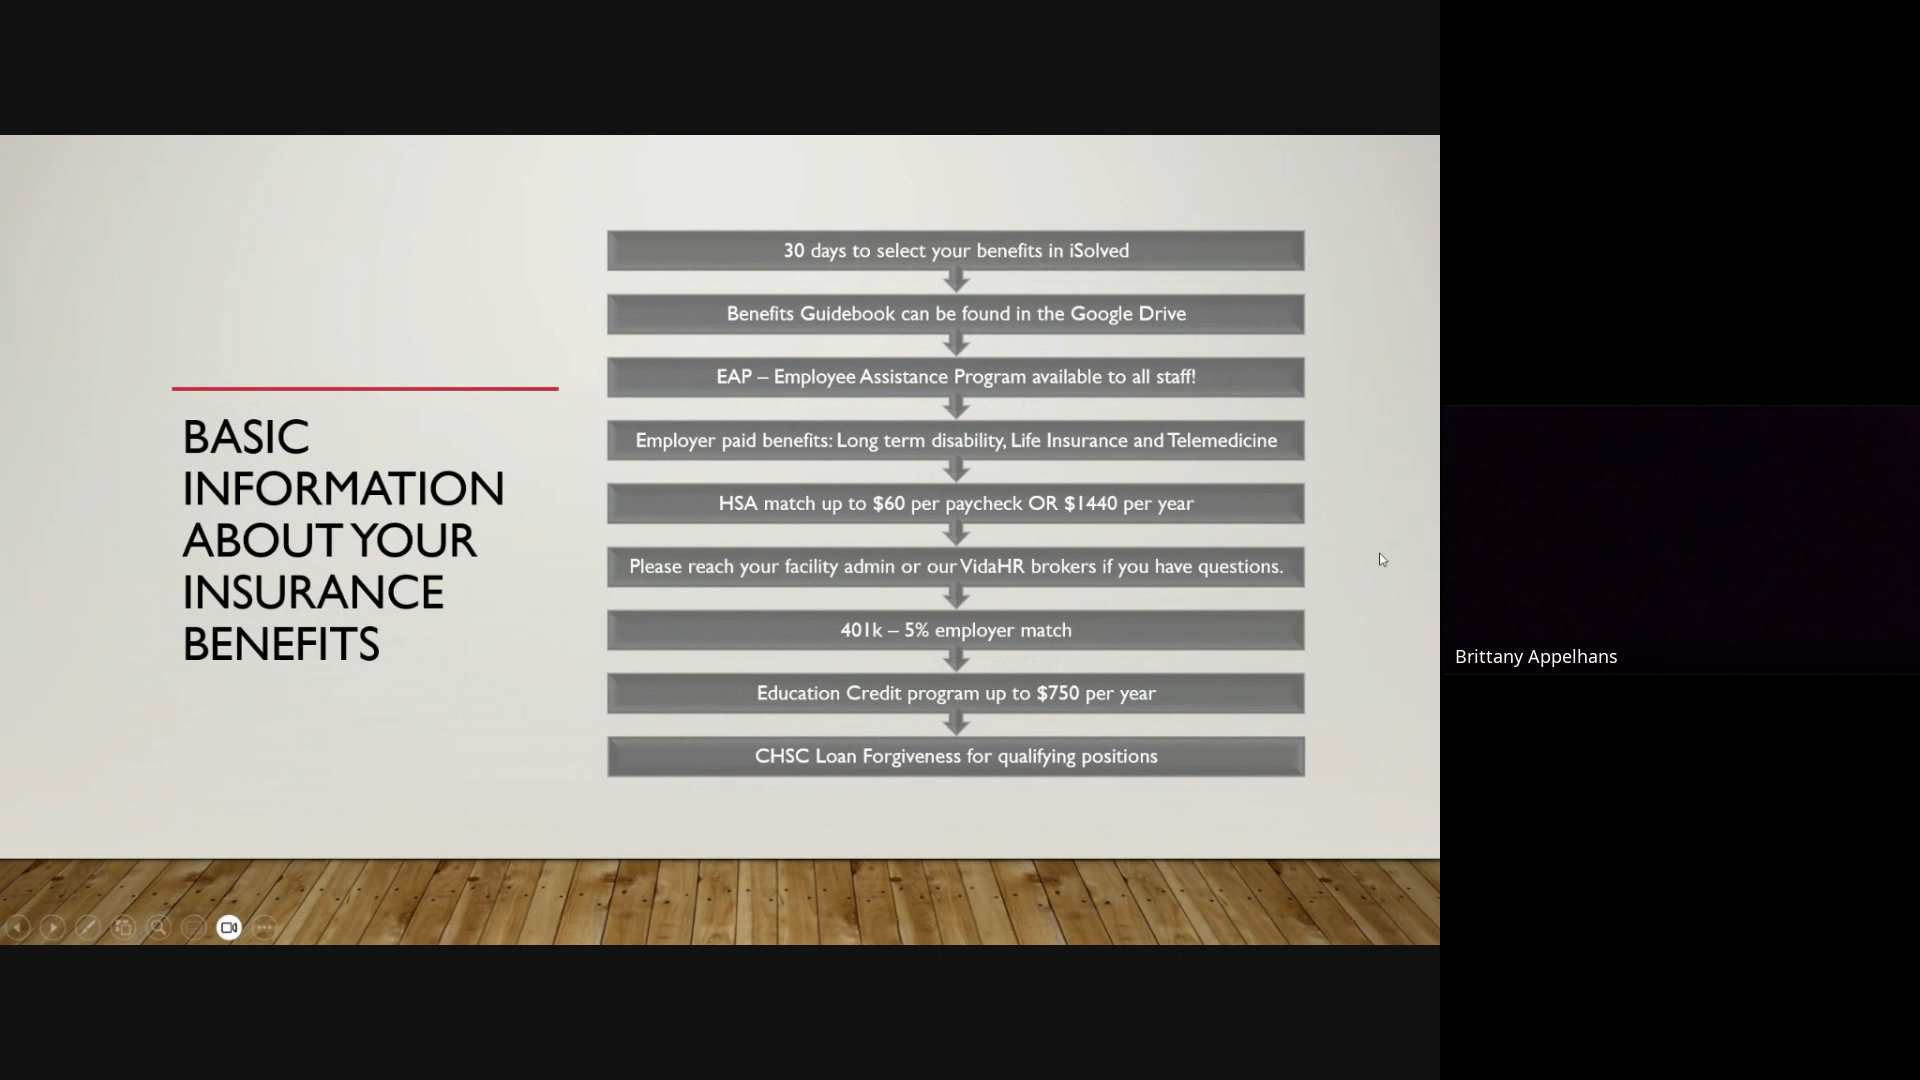 BASIC
INFORMATION
ABOUT YOUR
INSURANCE
BENEFITS
30 days to select your benefits in iSolved
Benefits Guidebook can be found in the Google Drive
EAP – Employee Assistance Program available to all staff!
Employer paid benefits: Long term disability, Life Insurance and Telemedicine
HSA match up to $60 per paycheck OR $1440 per year
Please reach your facility admin or our VidaHR brokers if you have questions.
401k – 5% employer match
Education Credit program up to $750 per year
CHSC Loan Forgiveness for qualifying positions
Brittany Appelhans